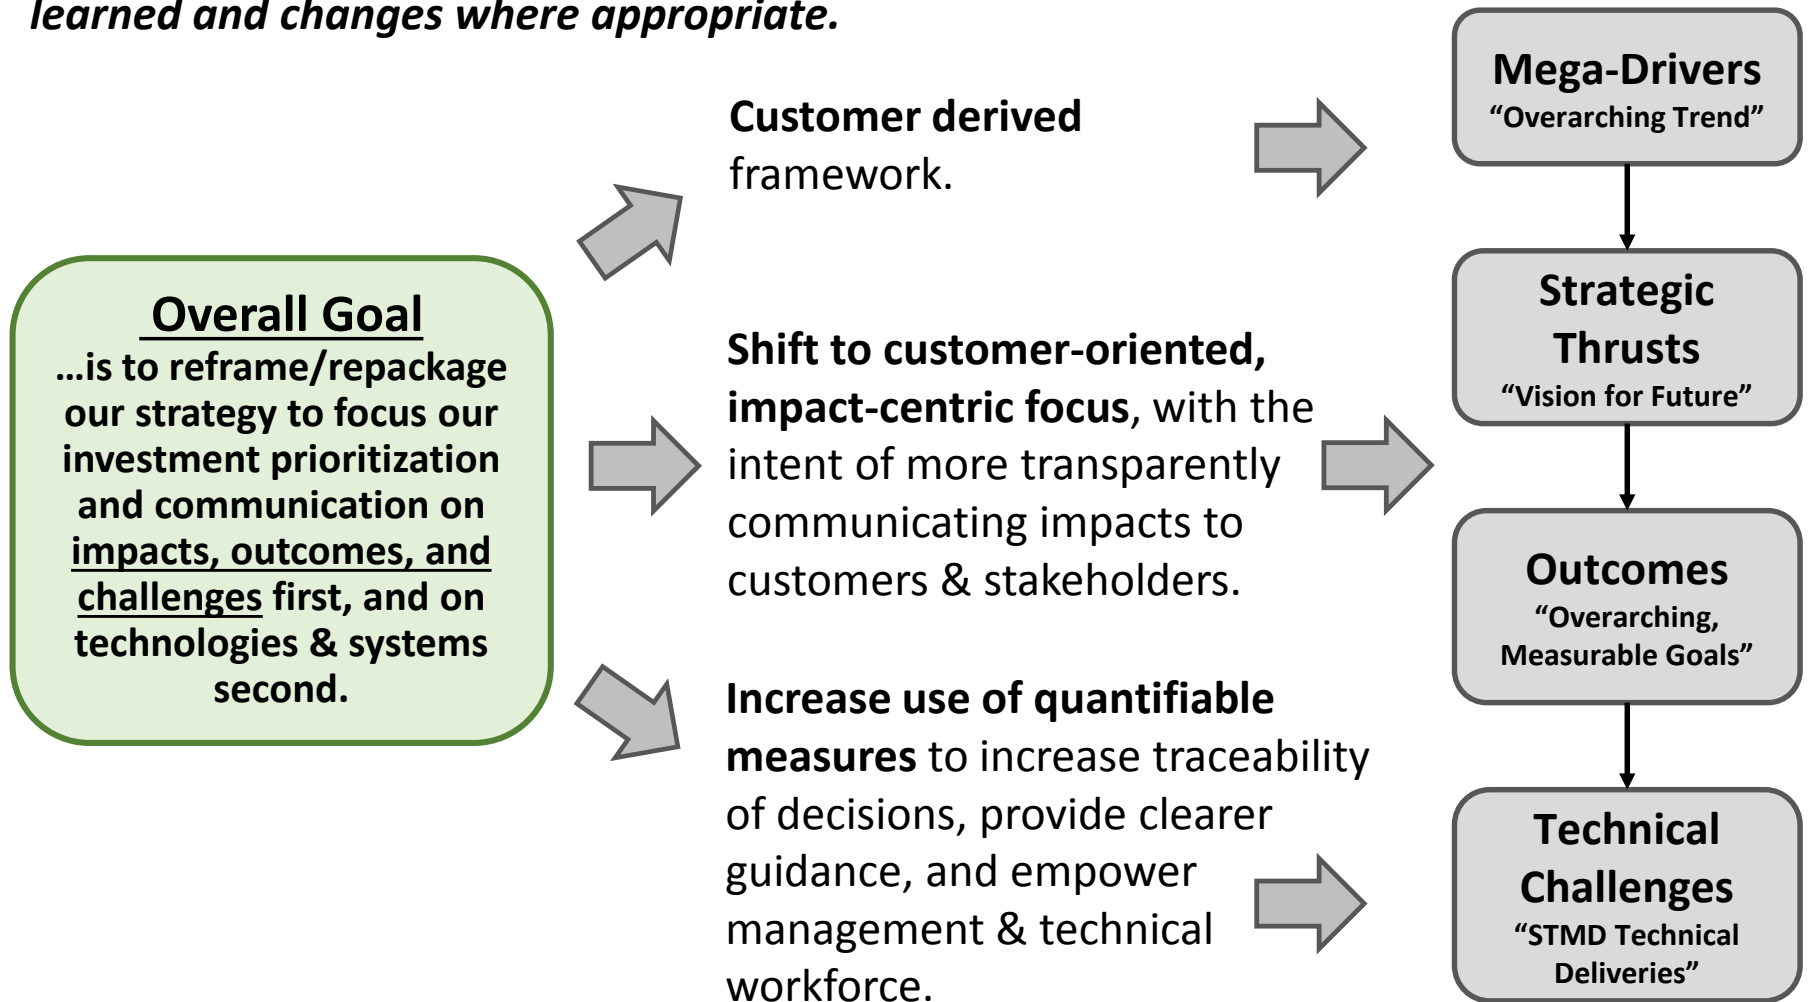 learned and changes where appropriate.
Overall Goal
…is to reframe/repackage
our strategy to focus our
investment prioritization
and communication on
impacts, outcomes, and
challenges first, and on
technologies & systems
second.
Customer derived
framework.
Shift to customer-oriented,
impact-centric focus, with the
intent of more transparently
communicating impacts to
customers & stakeholders.
Increase use of quantifiable
measures to increase traceability
of decisions, provide clearer
guidance, and empower
management & technical
workforce.
Mega-Drivers
“Overarching Trend”
Strategic
Thrusts
“Vision for Future”
Outcomes
“Overarching,
Measurable Goals”
Technical
Challenges
“STMD Technical
Deliveries”